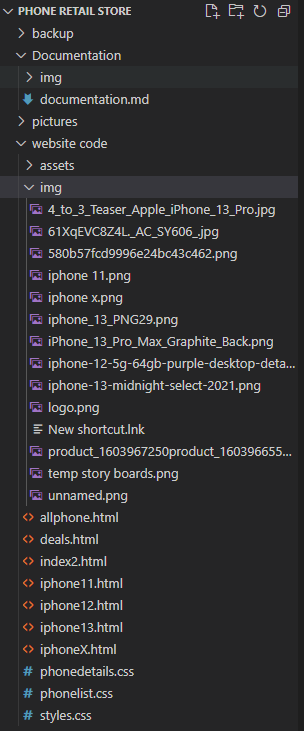 PHONE RETAIL STORE
backup
Documentation
img
documentation.md
pictures
website code
assets
img
4_to_3_Teaser_Apple_iPhone_13_Pro.jpg
61XqEVC8Z4L._AC_SY606_.jpg
580b57fcd9996e24bc43c462.png
iphone 11.png
iphone x.png
iphone_13_PNG29.png
iPhone_13_Pro_Max_Graphite_Back.png
iphone-12-5g-64gb-purple-desktop-deta...
iphone-13-midnight-select-2021.png
logo.png
New shortcut.lnk
product_1603967250product_160396655...
temp story boards.png
unnamed.png
allphone.html
deals.html
index2.html
iphone11.html
iphone12.html
iphone13.html
iphoneX.html
phonedetails.css
phonelist.css
styles.css